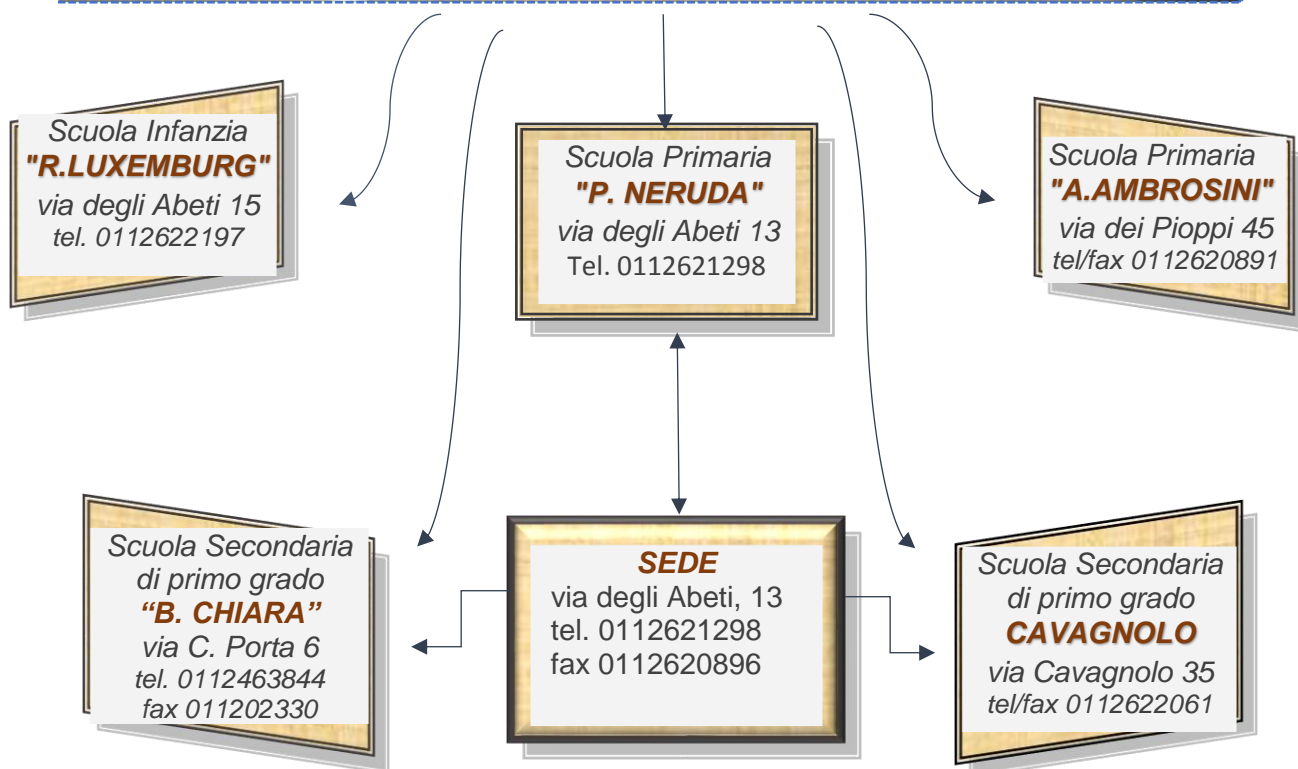 Scuola Infanzia
"R.LUXEMBURG"
via degli Abeti 15
tel. 0112622197
Scuola Primaria
"P. NERUDA"
via degli Abeti 13
Tel. 0112621298
Scuola Primaria
"A.AMBROSINI"
via dei Pioppi 45
tel/fax 0112620891
Scuola Secondaria
di primo grado
“B. CHIARA”
via C. Porta 6
tel. 0112463844
fax 011202330
SEDE
via degli Abeti, 13
tel. 0112621298
fax 0112620896
Scuola Secondaria
di primo grado
CAVAGNOLO
via Cavagnolo 35
tel/fax 0112622061